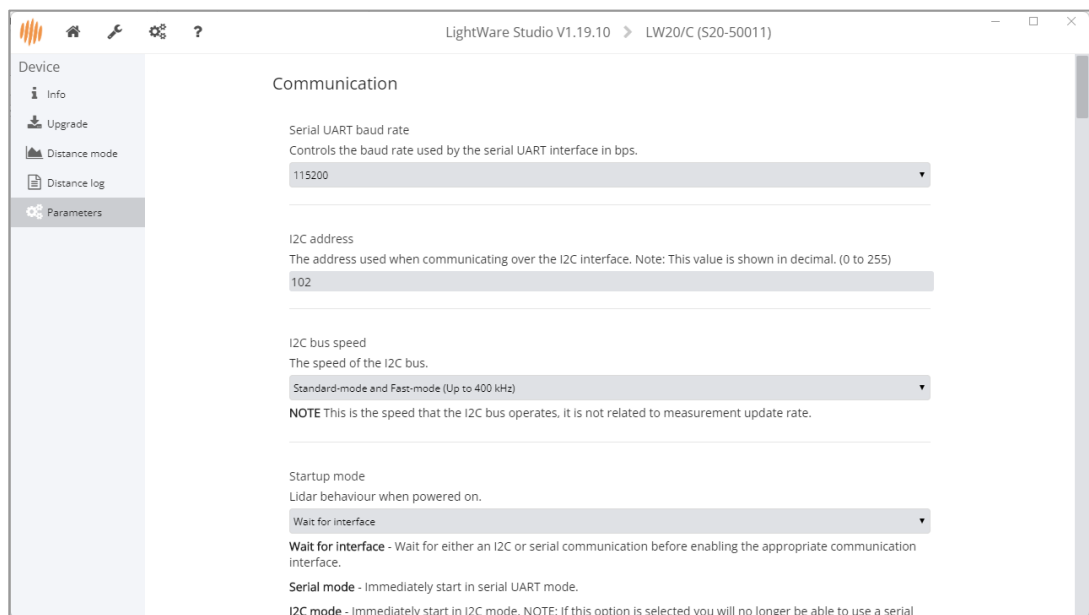 LightWare Studio V1.19.10 LW20/C (S20-50011)
Device
Info
Upgrade
Distance mode
Distance log
Parameters
Communication
Serial UART baud rate
Controls the baud rate used by the serial UART interface in bps.
115200
I2C address
The address used when communicating over the I2C interface. Note: This value is shown in decimal. (0 to 255)
102
I2C bus speed
The speed of the I2C bus.
Standard-mode and Fast-mode (Up to 400 kHz)
NOTE This is the speed that the I2C bus operates, it is not related to measurement update rate.
Startup mode
Lidar behaviour when powered on.
Wait for interface
Wait for interface - Wait for either an I2C or serial communication before enabling the appropriate communication
interface.
Serial mode - Immediately start in serial UART mode.
I2C mode - Immediately start in I2C mode. NOTE: If this option is selected you will no longer be able to use a serial